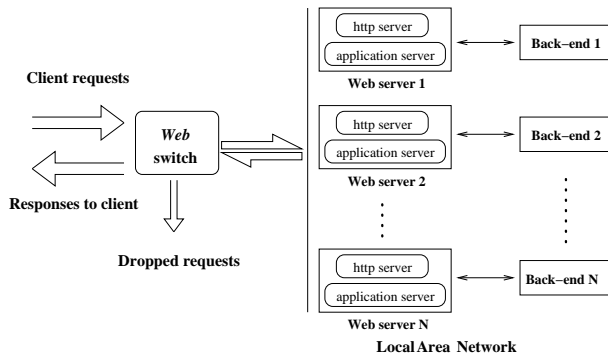 Client requests
Web
switch
Responses to client
Dropped requests
http server
application server
Web server 1
Back-end 1
http server
application server
Web server 2
Back-end 2
http server
application server
Web server N
Back-end N
Local Area Network